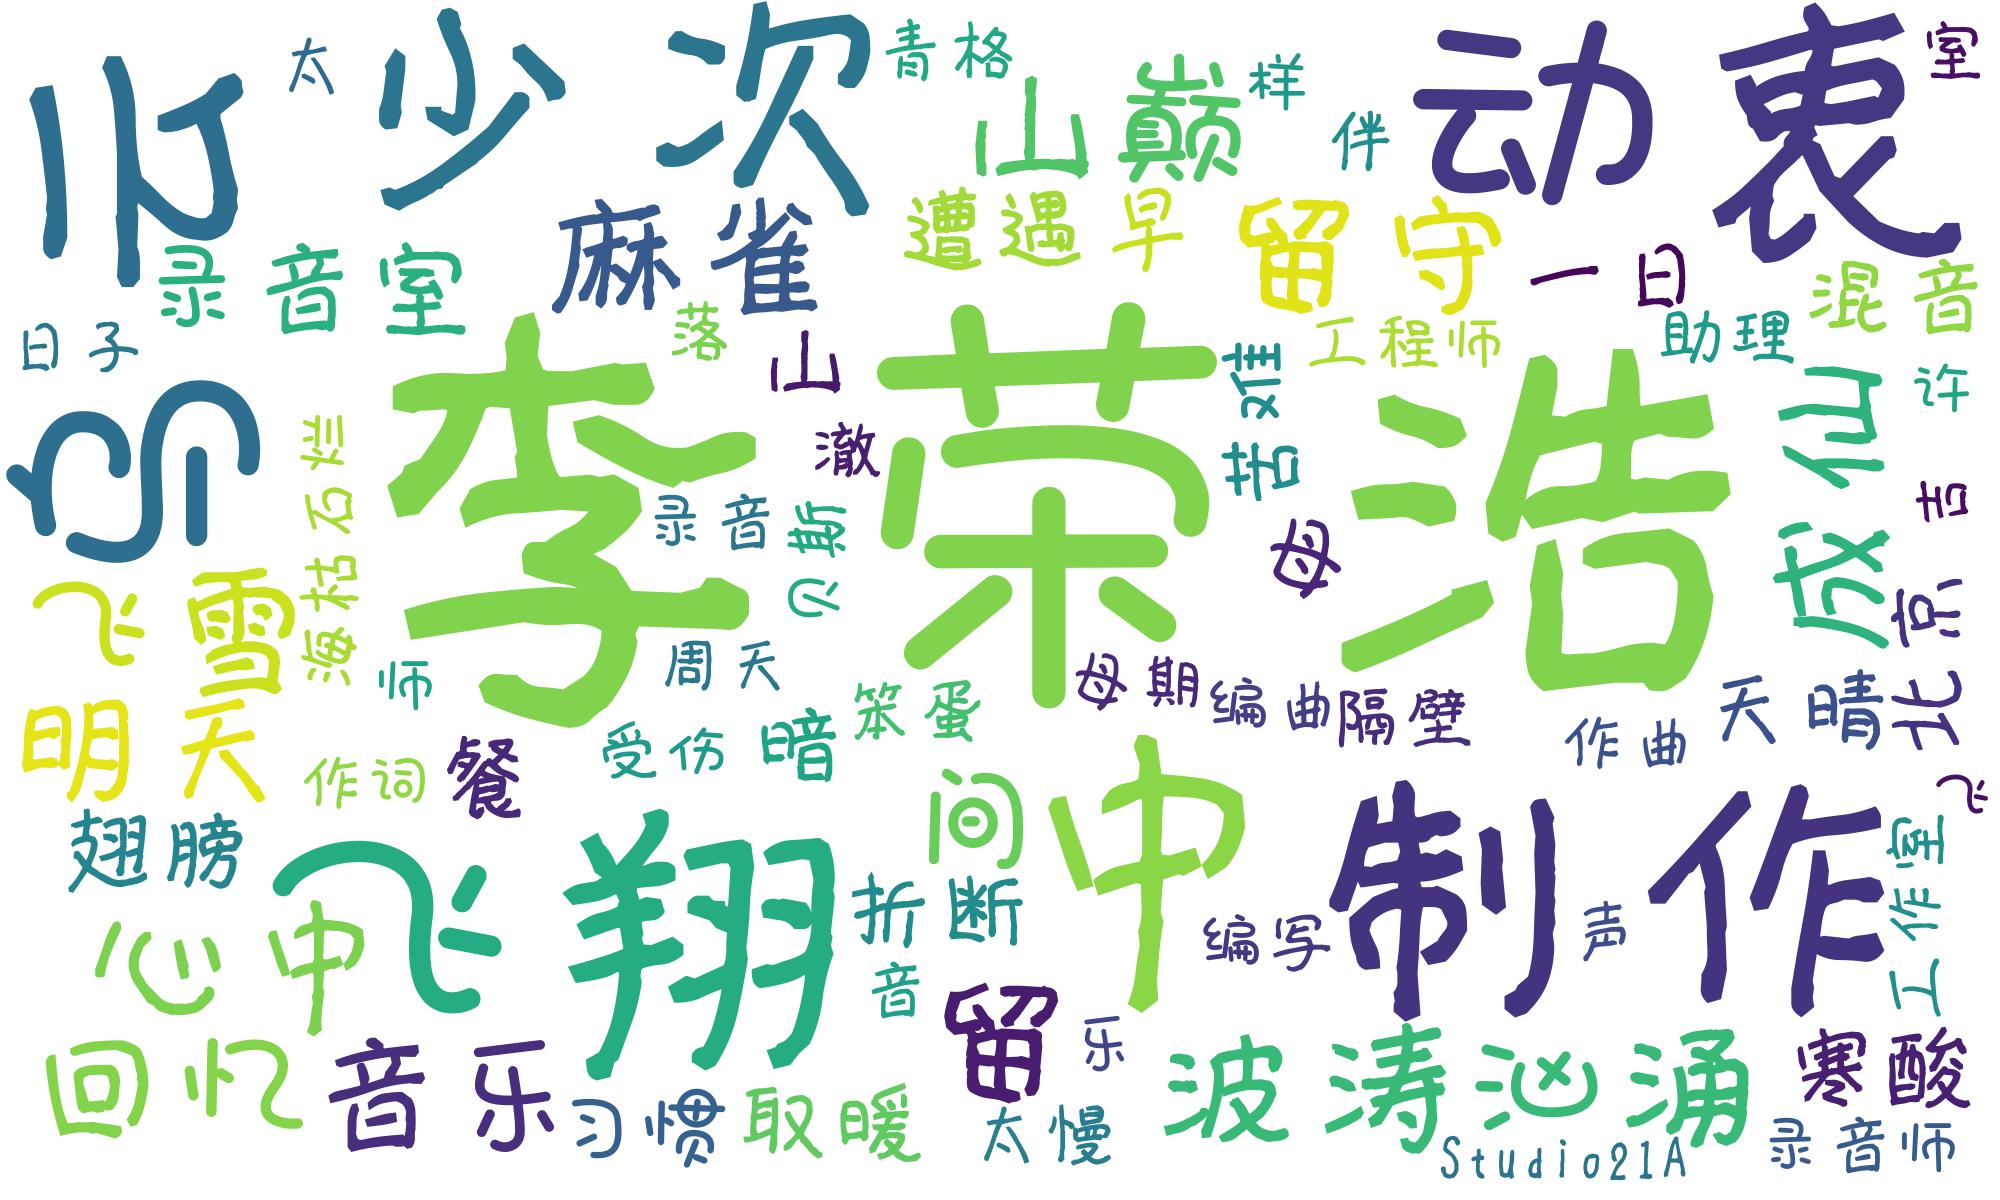 太
少次
青格
样
伴
动
衷
室
山巅
遭遇
早
留守
一日
录音室
麻雀
混音
日子
落
山
工程师
助理
李荣浩
苦难
成仙
许
海枯石烂
澈
录音
贝斯
母
北京
吉
飞雪
师
周天
母期
编曲
隔壁
明天
笨蛋
作曲
天晴
作词
餐
受伤
暗
飞
翅膀
飞翔
间
中
制作
工作室
折断
心中
编写
声
音
留
乐
回忆
音乐
波涛汹涌
寒酸
习惯
取暖
太慢
Studio21A
录音师